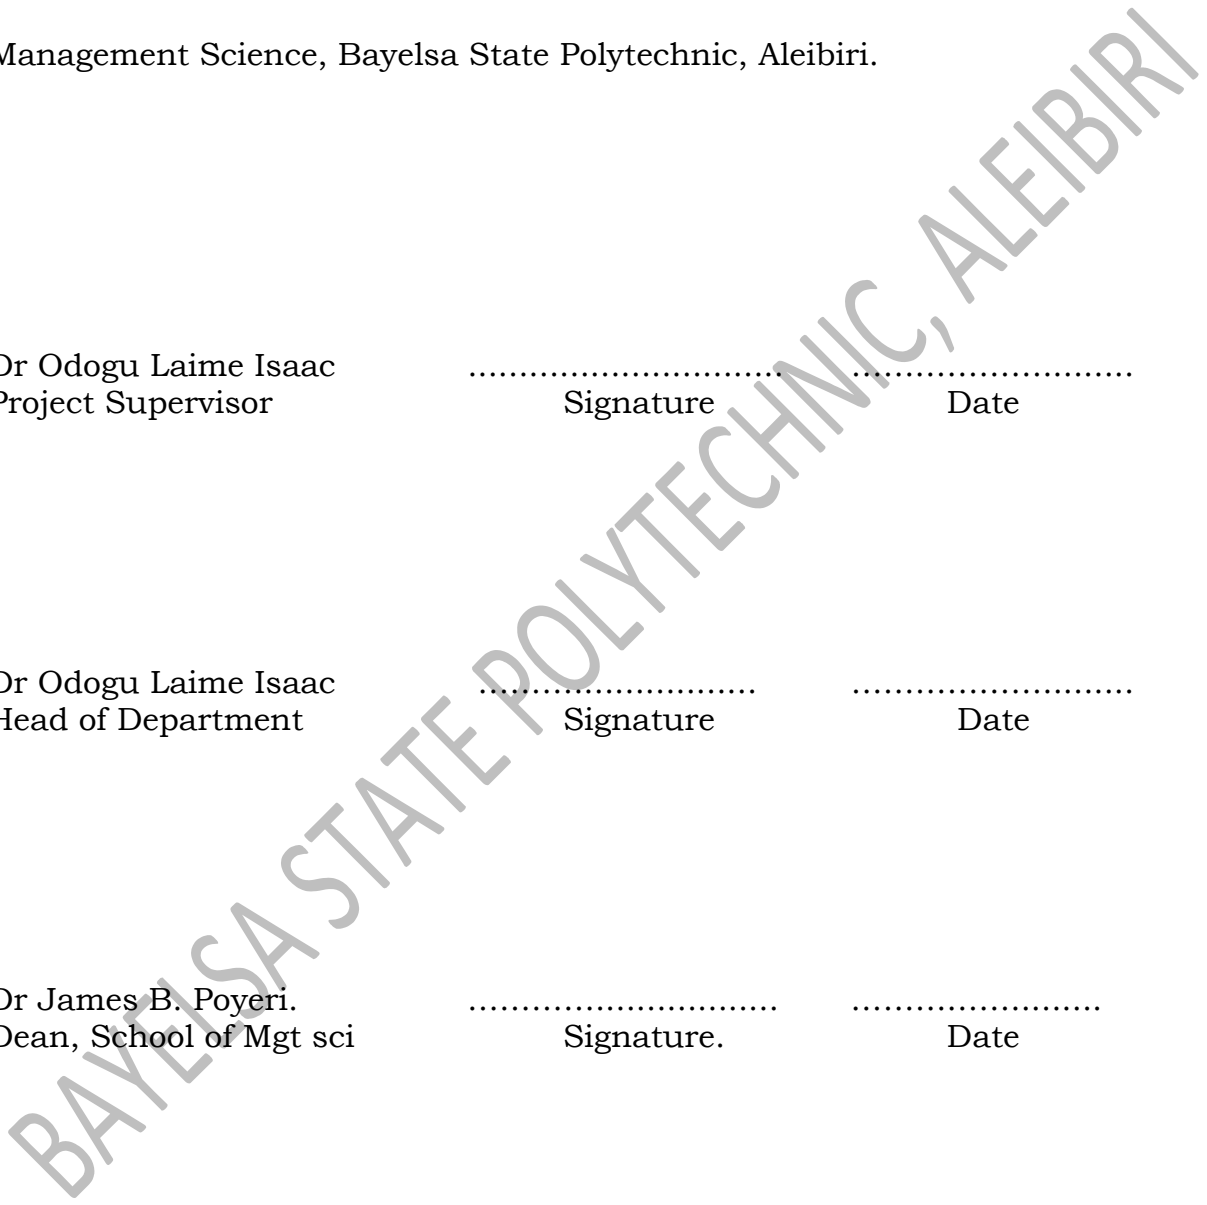 Management Science, Bayelsa State Polytechnic, Aleibiri.
Dr Odogu Laime Isaac ………………………….. ……………………….
Project Supervisor Signature Date
Dr Odogu Laime Isaac ………………………. ……………………….
Head of Department Signature Date
Dr James B. Poyeri. …………………………. …………………….
Dean, School of Mgt sci Signature. Date
BAYELSA STATE POLYTECHNIC, ALEIBIRI